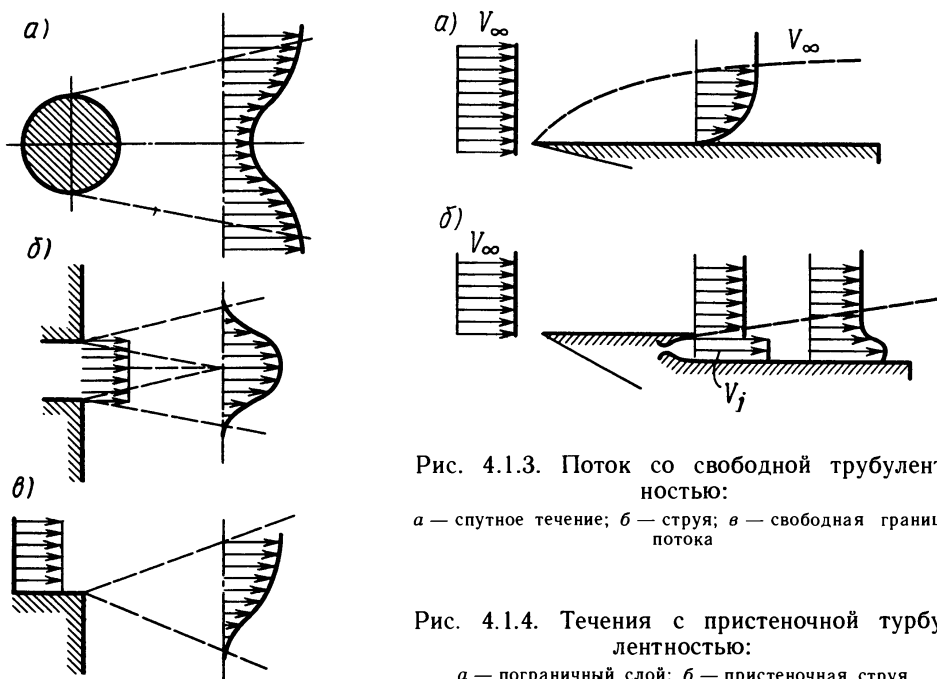 а)
б)
в)
а) V∞
V∞
б)
V∞
Vj
Рис. 4.1.3. Поток со свободной трубулент
ностью:
а — спутное течение; б — струя; в — свободная границ
потока
Рис. 4.1.4. Течения с пристеночной турбу
лентностью:
а — пограничный слой; б — пристеночная струя